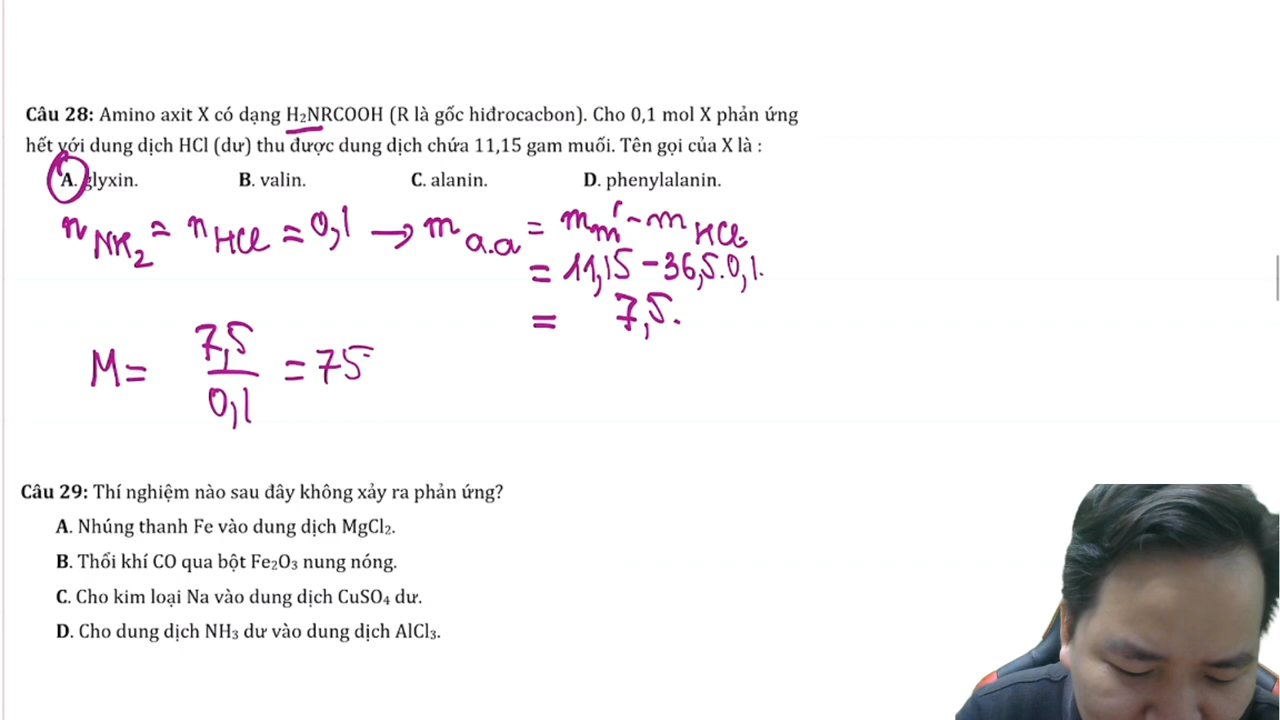 Câu 28: Amino axit X có dạng H₂NRCOOH (R là gốc hiđrocacbon). Cho 0,1 mol X phản ứng
hết với dung dịch HCl (dư) thu được dung dịch chứa 11,15 gam muối. Tên gọi của X là :
A. glyxin. B. valin. C. alanin. D. phenylalanin.
n NH₂ = n HCl = 0,1 → m a.a = m m' - m HCl
= 11,15 - 36,5.0,1.
= 7,5.
M = 7,5 / 0,1 = 75
Câu 29: Thí nghiệm nào sau đây không xảy ra phản ứng?
A. Nhúng thanh Fe vào dung dịch MgCl₂.
B. Thổi khí CO qua bột Fe₂O₃ nung nóng.
C. Cho kim loại Na vào dung dịch CuSO₄ dư.
D. Cho dung dịch NH₃ dư vào dung dịch AlCl₃.